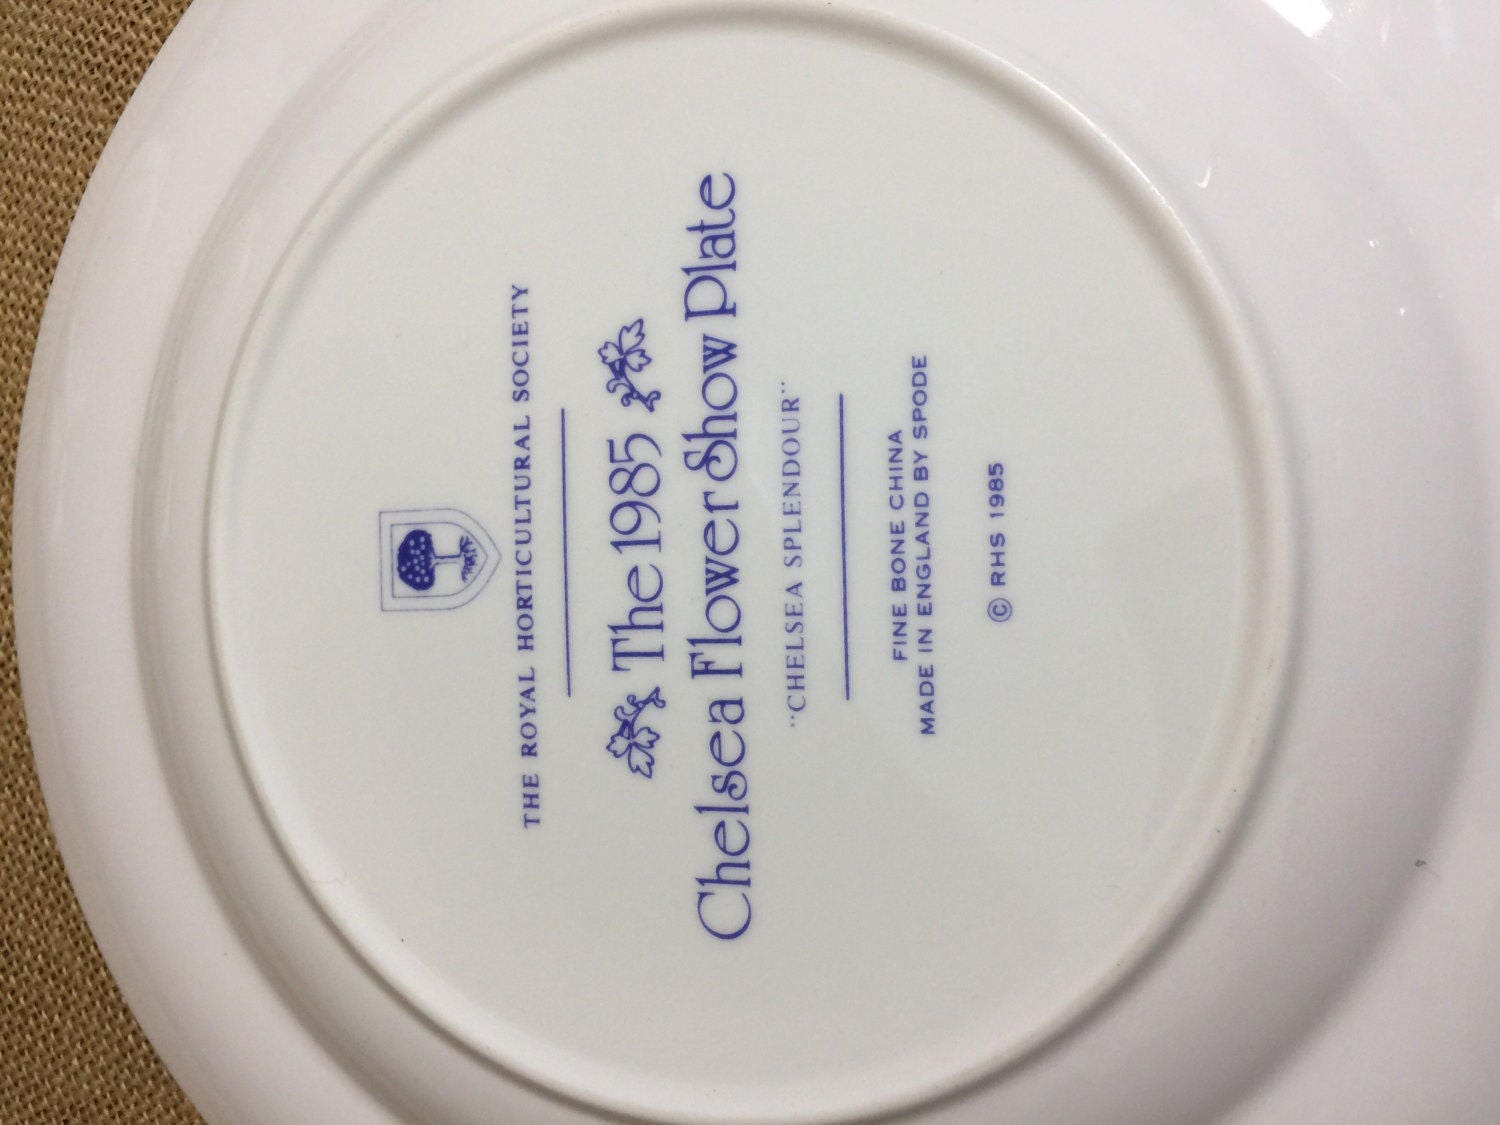 THE ROYAL HORTICULTURAL SOCIETY
The 1985
Chelsea Flower Show Plate
"CHELSEA SPLENDOUR"
FINE BONE CHINA
MADE IN ENGLAND BY SPODE
© RHS 1985